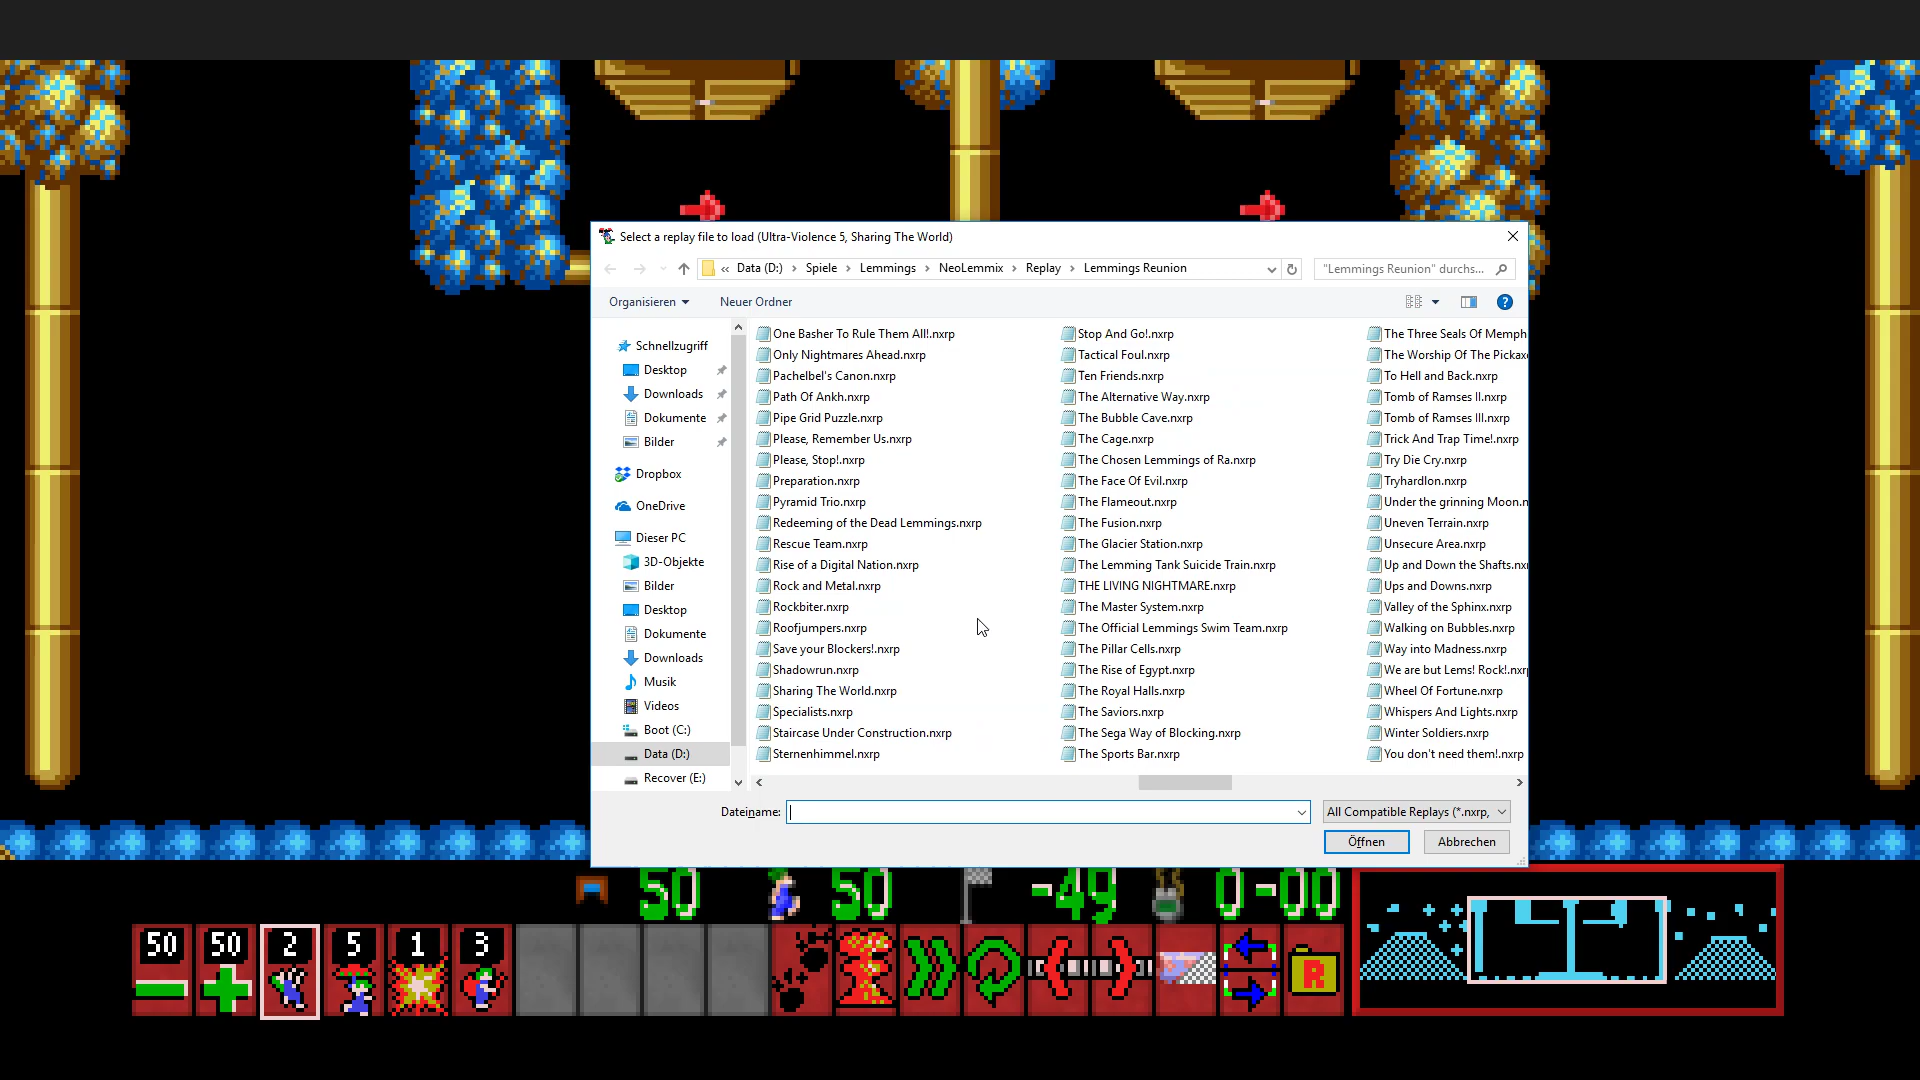 Select a replay file to load (Ultra-Violence 5, Sharing The World)
« Data (D:) › Spiele › Lemmings › NeoLemmix › Replay › Lemmings Reunion
"Lemmings Reunion" durchs...
Organisieren
Neuer Ordner
Schnellzugriff
Desktop
Downloads
Dokumente
Bilder
Dropbox
OneDrive
Dieser PC
3D-Objekte
Bilder
Desktop
Dokumente
Downloads
Musik
Videos
Boot (C:)
Data (D:)
Recover (E:)
One Basher To Rule Them All!.nxrp
Only Nightmares Ahead.nxrp
Pachelbel's Canon.nxrp
Path Of Ankh.nxrp
Pipe Grid Puzzle.nxrp
Please, Remember Us.nxrp
Please, Stop!.nxrp
Preparation.nxrp
Pyramid Trio.nxrp
Redeeming of the Dead Lemmings.nxrp
Rescue Team.nxrp
Rise of a Digital Nation.nxrp
Rock and Metal.nxrp
Rockbiter.nxrp
Roofjumpers.nxrp
Save your Blockers!.nxrp
Shadowrun.nxrp
Sharing The World.nxrp
Specialists.nxrp
Staircase Under Construction.nxrp
Sternenhimmel.nxrp
Stop And Go!.nxrp
Tactical Foul.nxrp
Ten Friends.nxrp
The Alternative Way.nxrp
The Bubble Cave.nxrp
The Cage.nxrp
The Chosen Lemmings of Ra.nxrp
The Face Of Evil.nxrp
The Flameout.nxrp
The Fusion.nxrp
The Glacier Station.nxrp
The Lemming Tank Suicide Train.nxrp
THE LIVING NIGHTMARE.nxrp
The Master System.nxrp
The Official Lemmings Swim Team.nxrp
The Pillar Cells.nxrp
The Rise of Egypt.nxrp
The Royal Halls.nxrp
The Saviors.nxrp
The Sega Way of Blocking.nxrp
The Sports Bar.nxrp
The Three Seals Of Memph
The Worship Of The Pickax
To Hell and Back.nxrp
Tomb of Ramses II.nxrp
Tomb of Ramses III.nxrp
Trick And Trap Time!.nxrp
Try Die Cry.nxrp
TryhardIon.nxrp
Under the grinning Moon.n
Uneven Terrain.nxrp
Unsecure Area.nxrp
Up and Down the Shafts.nx
Ups and Downs.nxrp
Valley of the Sphinx.nxrp
Walking on Bubbles.nxrp
Way into Madness.nxrp
We are but Lems! Rock!.nxr
Wheel Of Fortune.nxrp
Whispers And Lights.nxrp
Winter Soldiers.nxrp
You don't need them!.nxrp
Dateiname:
All Compatible Replays (*.nxrp,
Öffnen
Abbrechen
50 50 -49 0-00
50 50 2 5 1 3
R